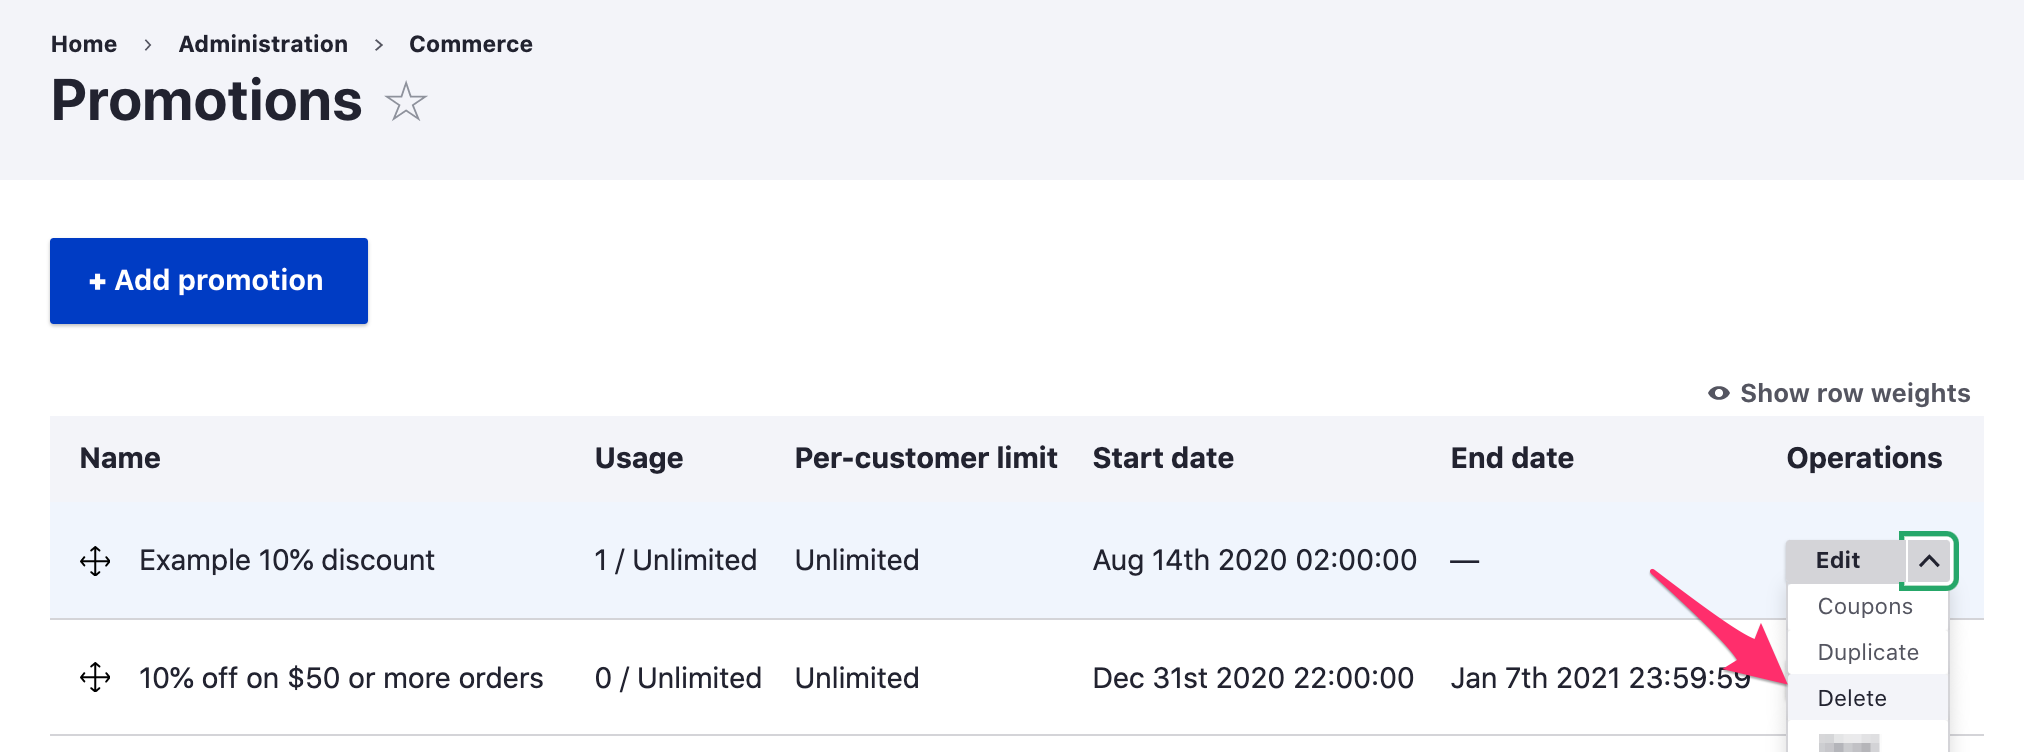 Home › Administration › Commerce
Promotions
+ Add promotion
Show row weights
Name Usage Per-customer limit Start date End date Operations
Example 10% discount 1 / Unlimited Unlimited Aug 14th 2020 02:00:00 — Edit
Coupons
Duplicate
10% off on $50 or more orders 0 / Unlimited Unlimited Dec 31st 2020 22:00:00 Jan 7th 2021 23:59:59
Delete